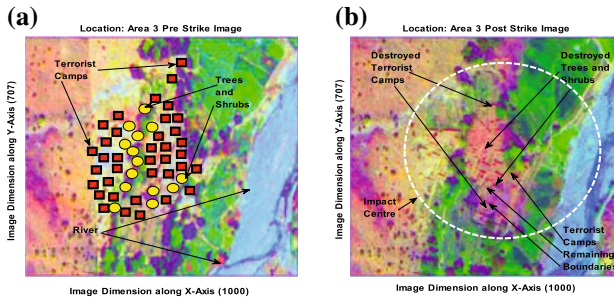 (a)
Location: Area 3 Pre Strike Image
Image Dimension along Y-Axis (707)
Terrorist
Camps
Trees
and
Shrubs
River
Image Dimension along X-Axis (1000)
(b)
Location: Area 3 Post Strike Image
Image Dimension along Y-Axis (707)
Destroyed
Terrorist
Camps
Destroyed
Trees and
Shrubs
Impact
Centre
Terrorist
Camps
Remaining
Boundaries
Image Dimension along X-Axis (1000)